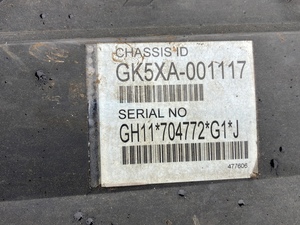 CHASSIS ID
GK5XA-001117
SERIAL NO
GH11*704772*G1*J
477606